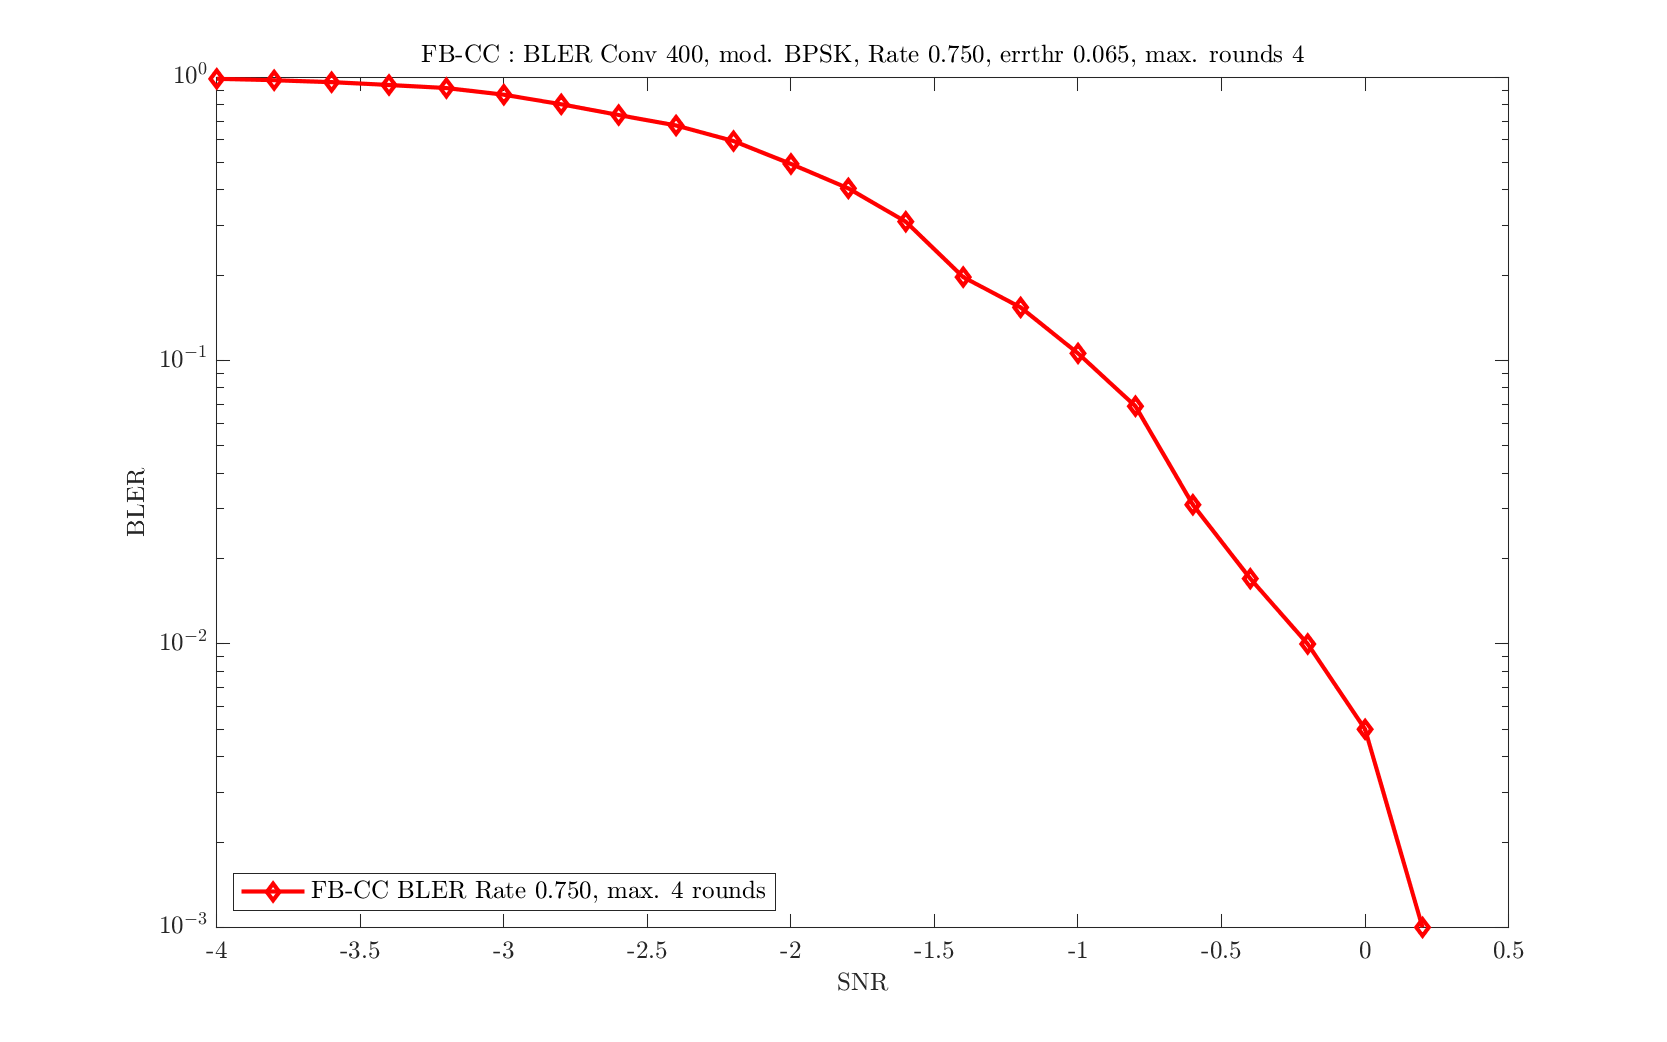 FB-CC : BLER Conv 400, mod. BPSK, Rate 0.750, errthr 0.065, max. rounds 4
10^0
10^-1
10^-2
10^-3
BLER
FB-CC BLER Rate 0.750, max. 4 rounds
-4 -3.5 -3 -2.5 -2 -1.5 -1 -0.5 0 0.5
SNR